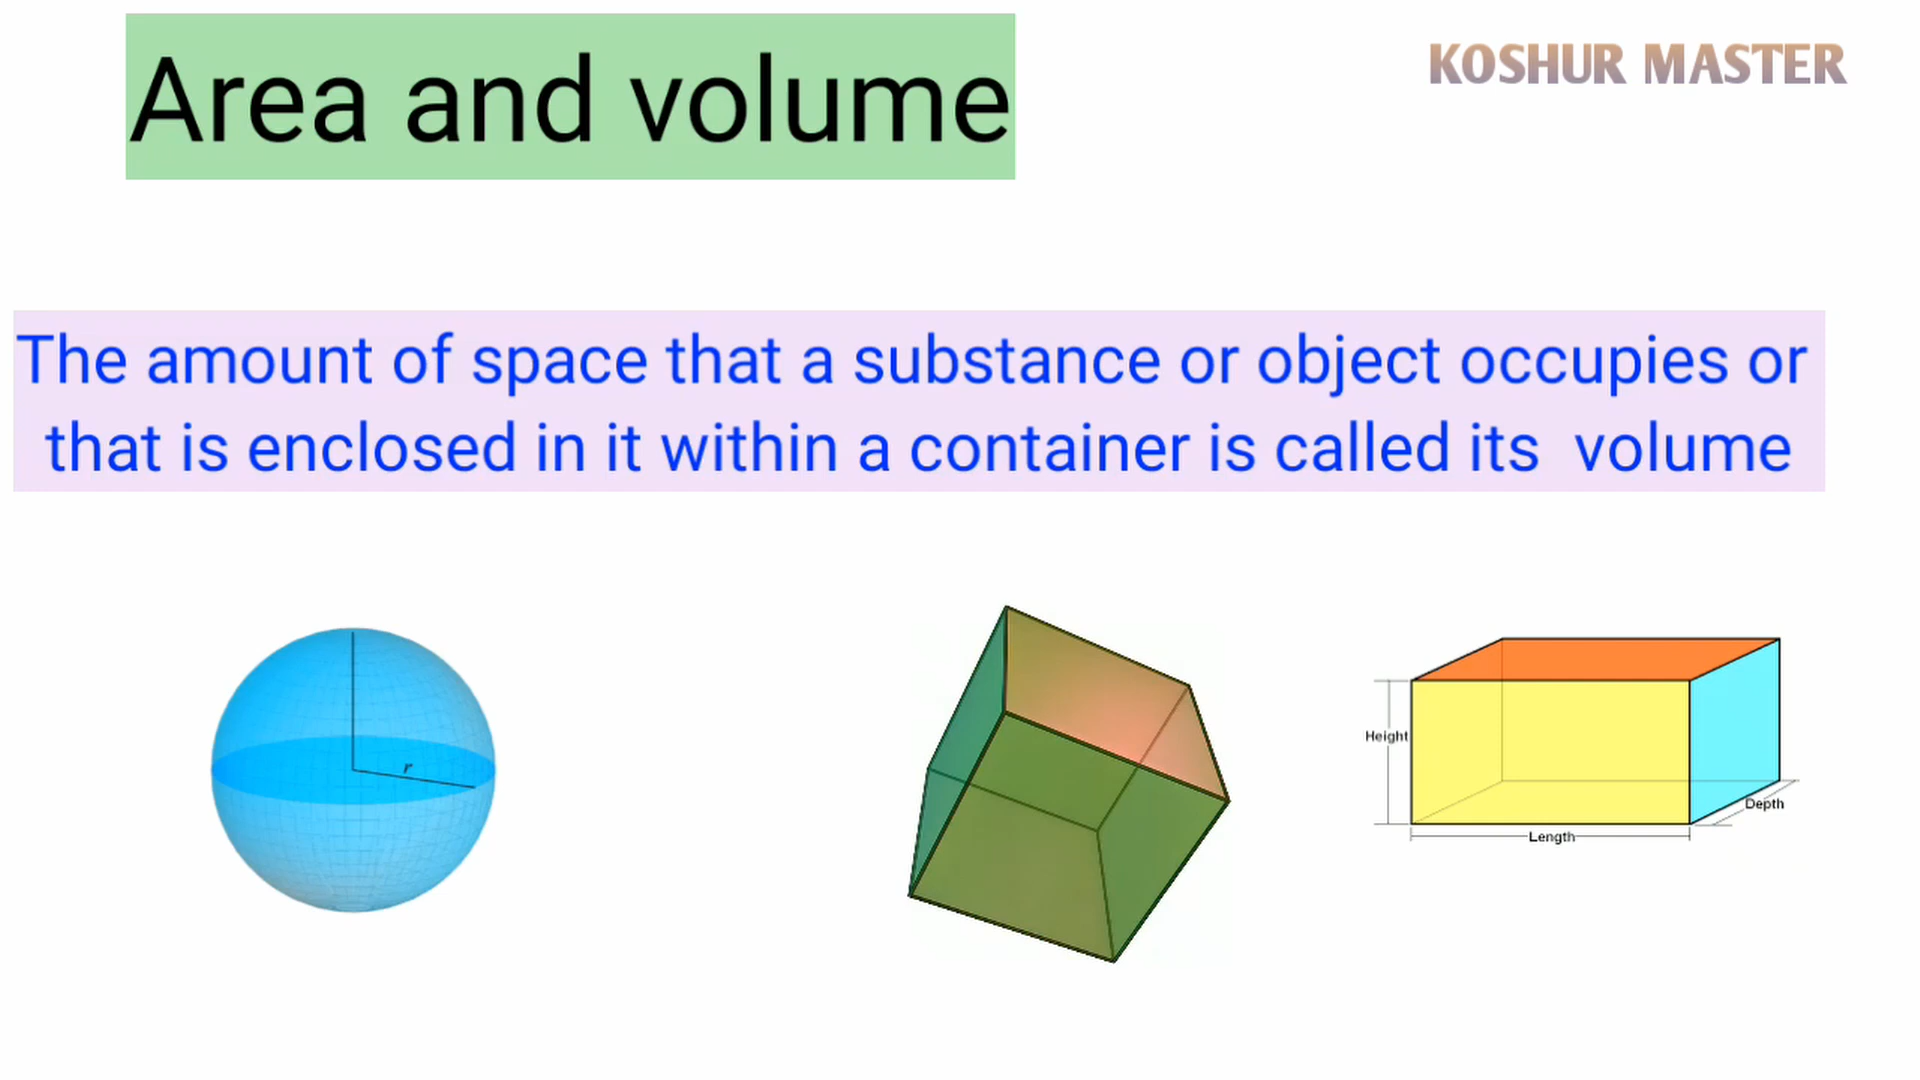 Area and volume
KOSHUR MASTER
The amount of space that a substance or object occupies or
that is enclosed in it within a container is called its volume
r
Height
Depth
Length